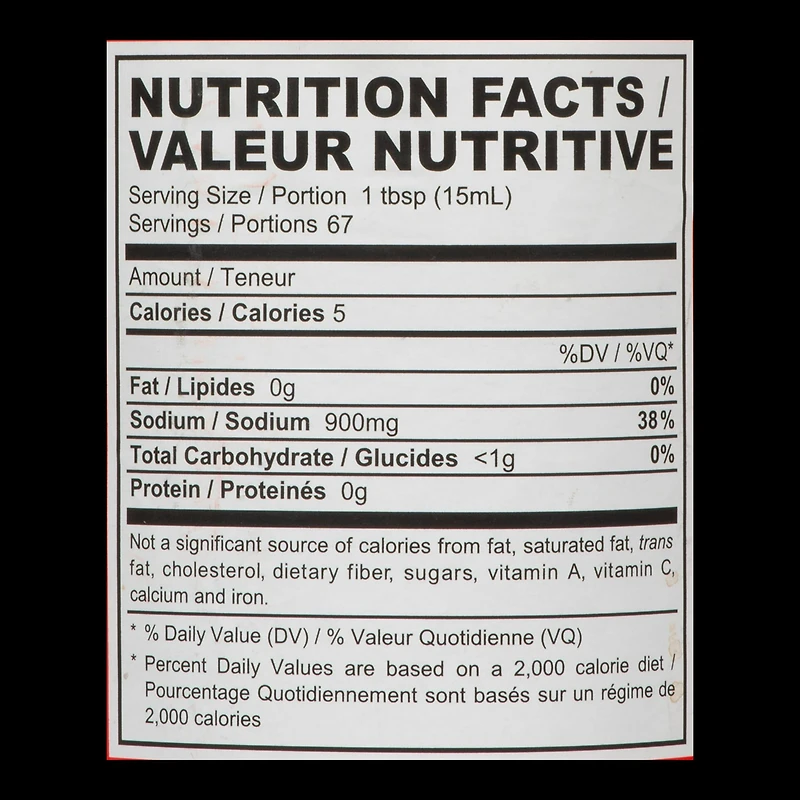 NUTRITION FACTS /
VALEUR NUTRITIVE
Serving Size / Portion 1 tbsp (15mL)
Servings / Portions 67
Amount / Teneur
Calories / Calories 5
%DV / %VQ*
Fat / Lipides 0g 0%
Sodium / Sodium 900mg 38%
Total Carbohydrate / Glucides <1g 0%
Protein / Proteinés 0g
Not a significant source of calories from fat, saturated fat, trans
fat, cholesterol, dietary fiber, sugars, vitamin A, vitamin C,
calcium and iron.
* % Daily Value (DV) / % Valeur Quotidienne (VQ)
* Percent Daily Values are based on a 2,000 calorie diet /
Pourcentage Quotidiennement sont basés sur un régime de
2,000 calories